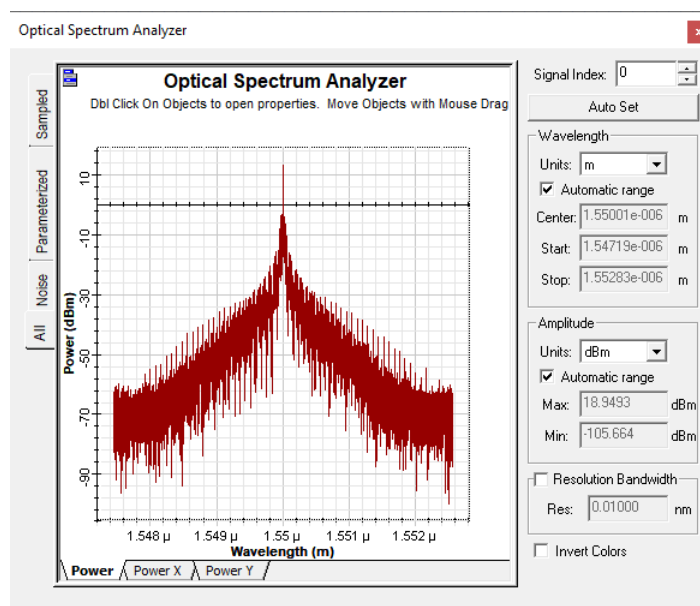 Optical Spectrum Analyzer
x
Sampled
Parameterized
Noise
All
Optical Spectrum Analyzer
Dbl Click On Objects to open properties.  Move Objects with Mouse Drag
Power (dBm)
10
-10
-30
-50
-70
-90
1.548 µ
1.549 µ
1.55 µ
1.551 µ
1.552 µ
Wavelength (m)
Power
Power X
Power Y
Signal Index: 0
Auto Set
Wavelength
Units: m
Automatic range
Center: 1.55001e-006 m
Start: 1.54719e-006 m
Stop: 1.55283e-006 m
Amplitude
Units: dBm
Automatic range
Max: 18.9493 dBm
Min: -105.664 dBm
Resolution Bandwidth
Res: 0.01000 nm
Invert Colors